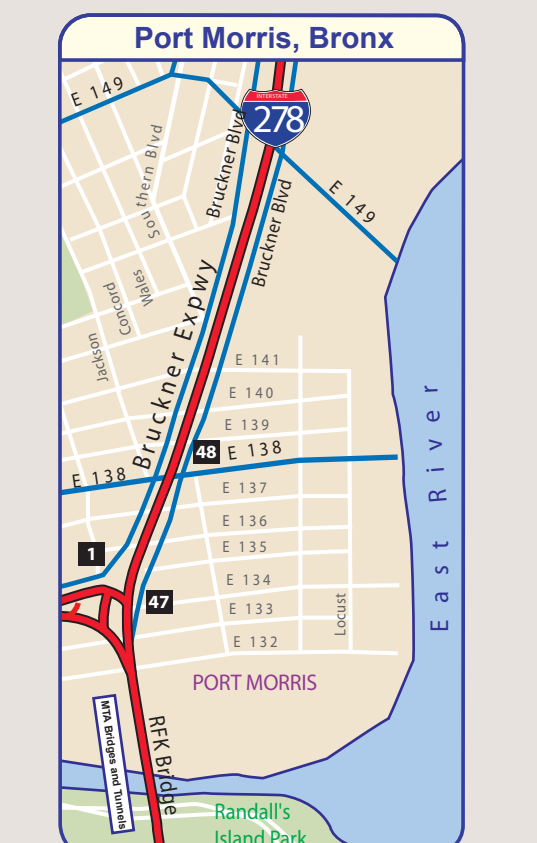 Port Morris, Bronx
E 149
INTERSTATE
278
Bruckner Blvd
Southern Blvd
E 149
Bruckner Blvd
Wales
Concord
Bruckner Expwy
Jackson
E 141
E 140
E 139
48
E 138
E 138
E 137
E 136
E 135
1
E 134
47
E 133
Locust
E 132
East River
PORT MORRIS
MTA Bridges and Tunnels
RFK Bridge
Randall's
Island Park